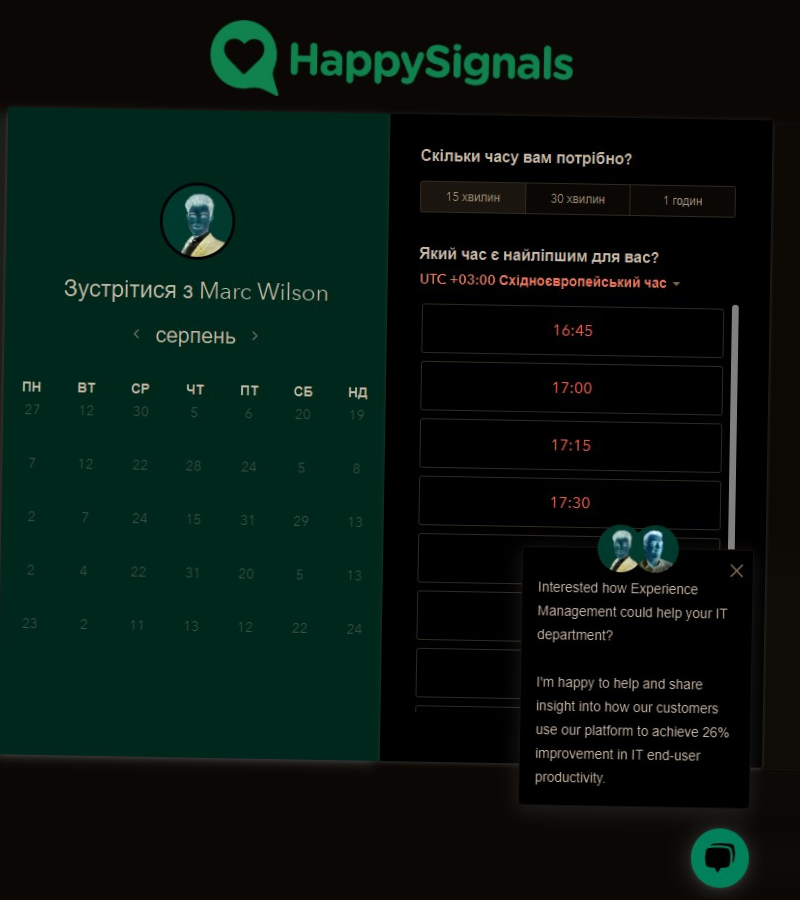 HappySignals
Зустрітися з Marc Wilson
серпень
ПН ВТ СР ЧТ ПТ СБ НД
27 12 30 5 6 20 19
7 12 22 28 24 5 8
2 7 24 15 31 29 13
2 4 22 31 20 5 13
23 2 11 13 12 22 24
Скільки часу вам потрібно?
15 хвилин 30 хвилин 1 годин
Який час є найліпшим для вас?
UTC +03:00 Східноєвропейський час
16:45
17:00
17:15
17:30
Interested how Experience
Management could help your IT
department?
I'm happy to help and share
insight into how our customers
use our platform to achieve 26%
improvement in IT end-user
productivity.